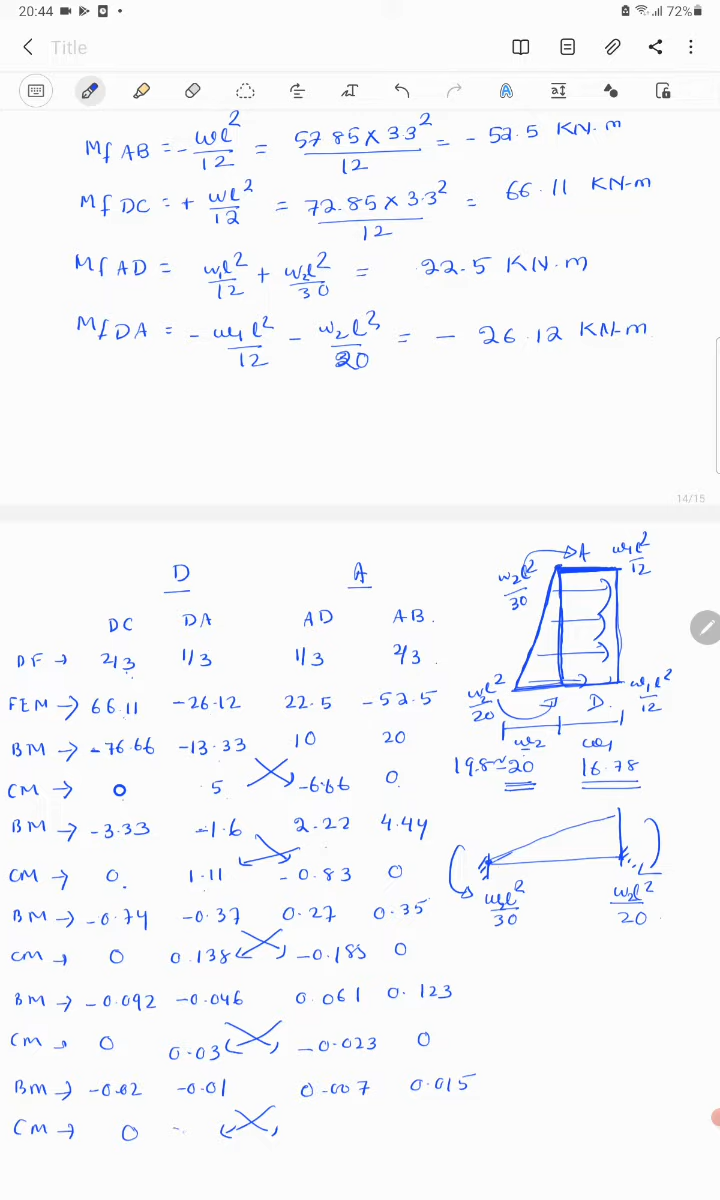 20:44 72%
Title
Mf AB = - wl²/12 = 57.85 × 3.3²/12 = - 52.5 KN.m
Mf DC = + wl²/12 = 72.85 × 3.3²/12 = 66.11 KN-m
Mf AD = w₁l²/12 + w₂l²/30 = 22.5 KN.m
Mf DA = - w₁l²/12 - w₂l²/20 = - 26.12 KN-m
14/15
D A
DC DA AD AB.
DF → 2/3 1/3 1/3 2/3
FEM → 66.11 -26.12 22.5 -52.5
BM → -76.66 -13.33 10 20
CM → 0 5 -6.66 0
BM → -3.33 -1.6 2.22 4.44
CM → 0. 1.11 -0.83 0
BM → -0.74 -0.37 0.27 0.35
CM → 0 0.138 -0.185 0
BM → -0.092 -0.046 0.061 0.123
CM → 0 0.03 -0.023 0
BM → -0.02 -0.01 0.007 0.015
CM → 0
A w₁l²/12
w₂l²/30
w₂l²/20 D. w₁l²/12
w₂ w₁
19.8≈20 16.78
w₂l²/30 w₂l²/20